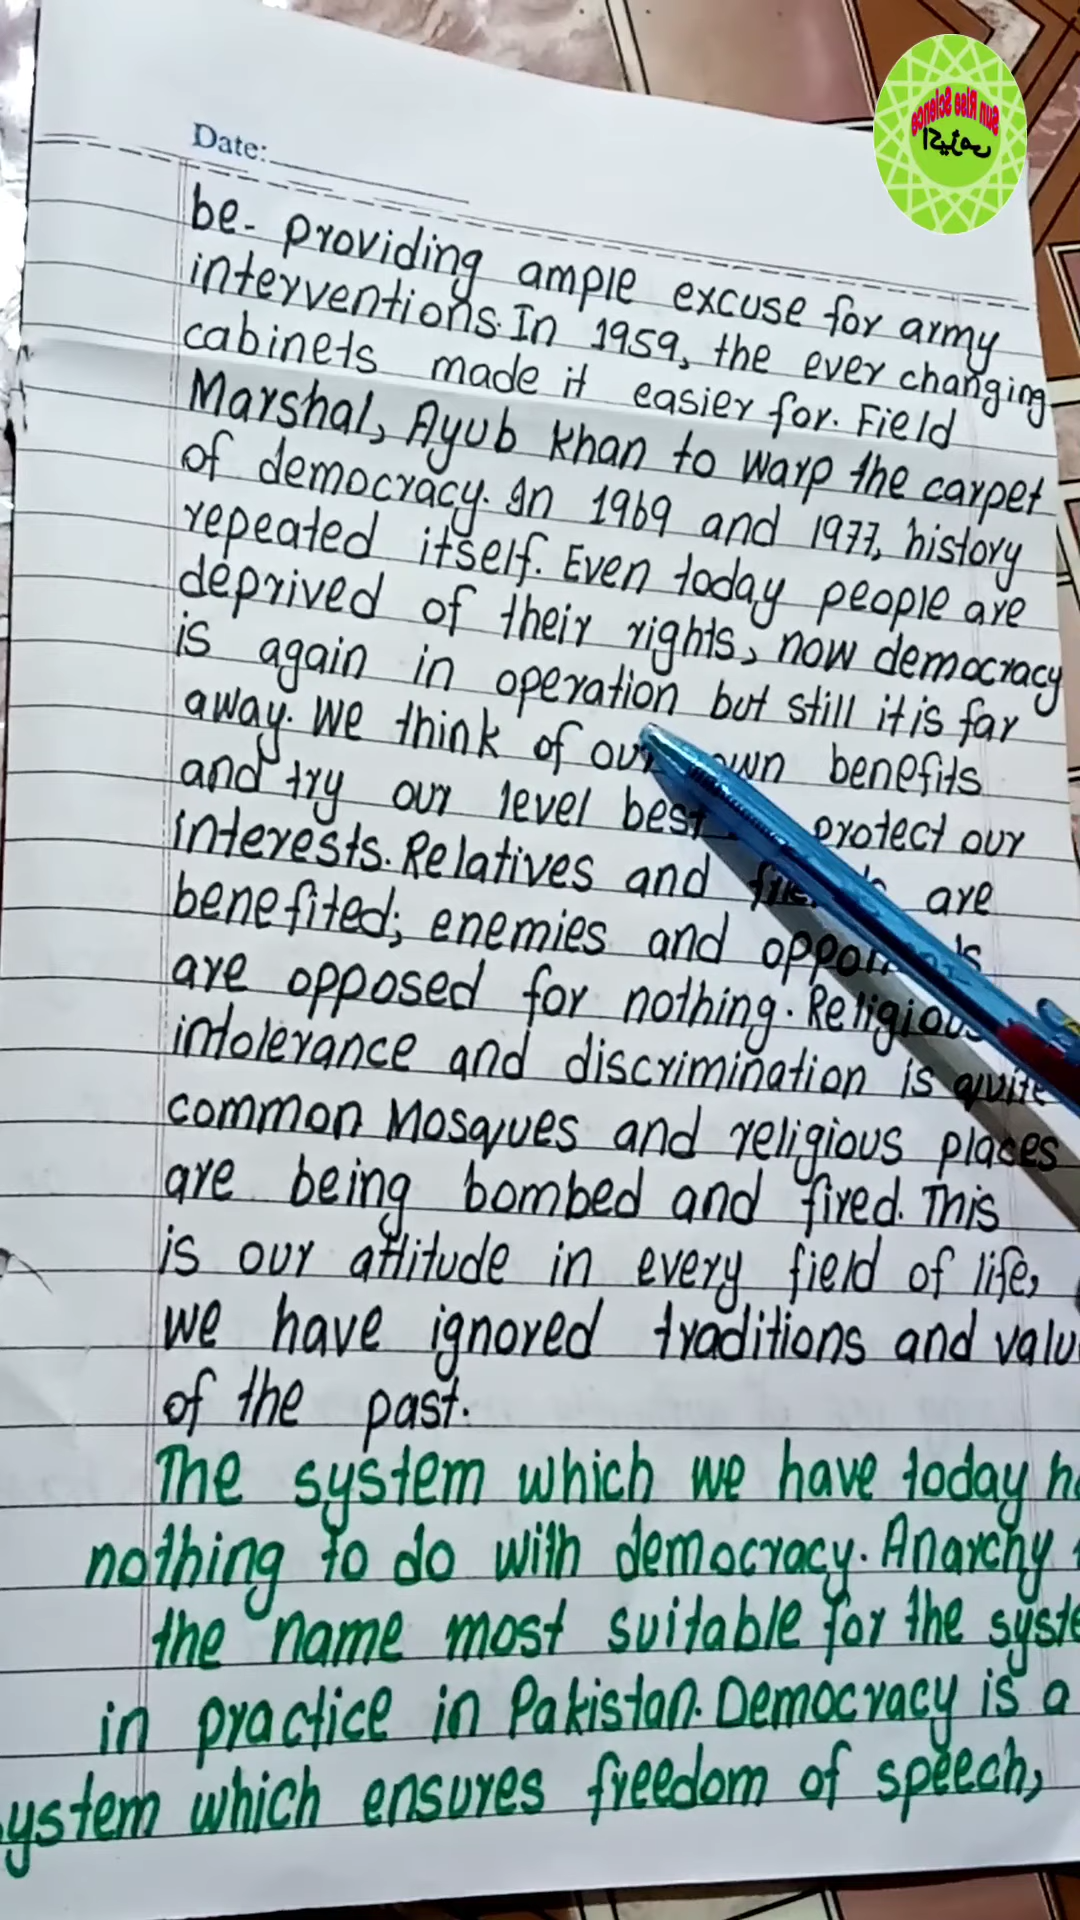 Sun Rise Science
اکیڈمی
Date:
be- providing ample excuse for army
interventions. In 1959, the ever changing
cabinets made it easier for. Field
Marshal, Ayub khan to warp the carpet
of democracy. In 1969 and 1977, history
repeated itself. Even today people are
deprived of their rights, now democracy
is again in operation but still it is far
away. We think of our own benefits
and try our level best protect our
interests. Relatives and are
benefited; enemies and
are opposed for nothing. Religious
intolerance and discrimination is quite
common Mosques and religious places
are being bombed and fired. This
is our attitude in every field of life,
we have ignored traditions and valu
of the past.
The system which we have today ha
nothing to do with democracy. Anarchy
the name most suitable for the syste
in practice in Pakistan. Democracy is a
ystem which ensures freedom of speech,